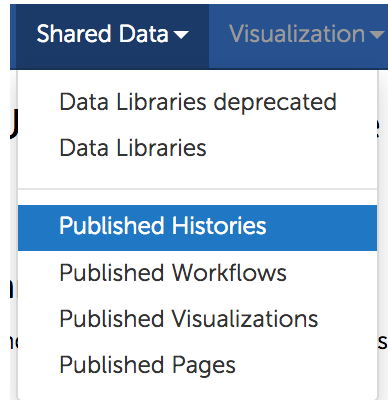 Shared Data Visualization
Data Libraries deprecated
Data Libraries
Published Histories
Published Workflows
Published Visualizations
Published Pages